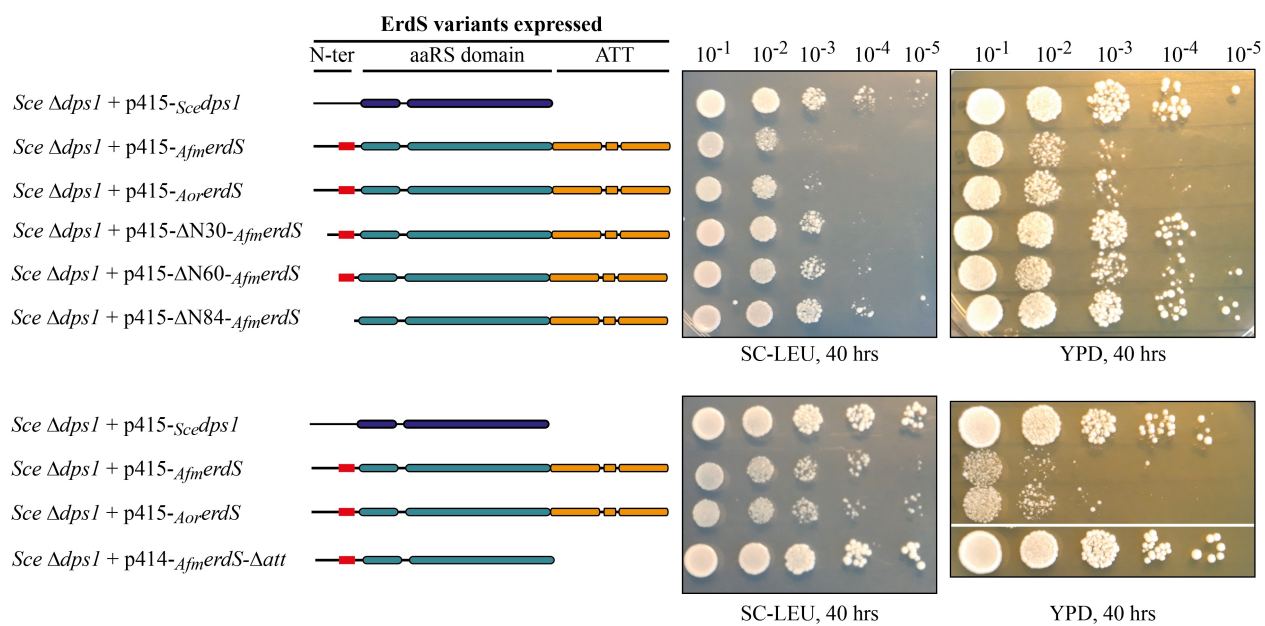 ErdS variants expressed
N-ter aaRS domain ATT
10-1 10-2 10-3 10-4 10-5 10-1 10-2 10-3 10-4 10-5
Sce Δdps1 + p415-Scedps1
Sce Δdps1 + p415-AfmerdS
Sce Δdps1 + p415-AorerdS
Sce Δdps1 + p415-ΔN30-AfmerdS
Sce Δdps1 + p415-ΔN60-AfmerdS
Sce Δdps1 + p415-ΔN84-AfmerdS
SC-LEU, 40 hrs YPD, 40 hrs
Sce Δdps1 + p415-Scedps1
Sce Δdps1 + p415-AfmerdS
Sce Δdps1 + p415-AorerdS
Sce Δdps1 + p414-AfmerdS-Δatt
SC-LEU, 40 hrs YPD, 40 hrs